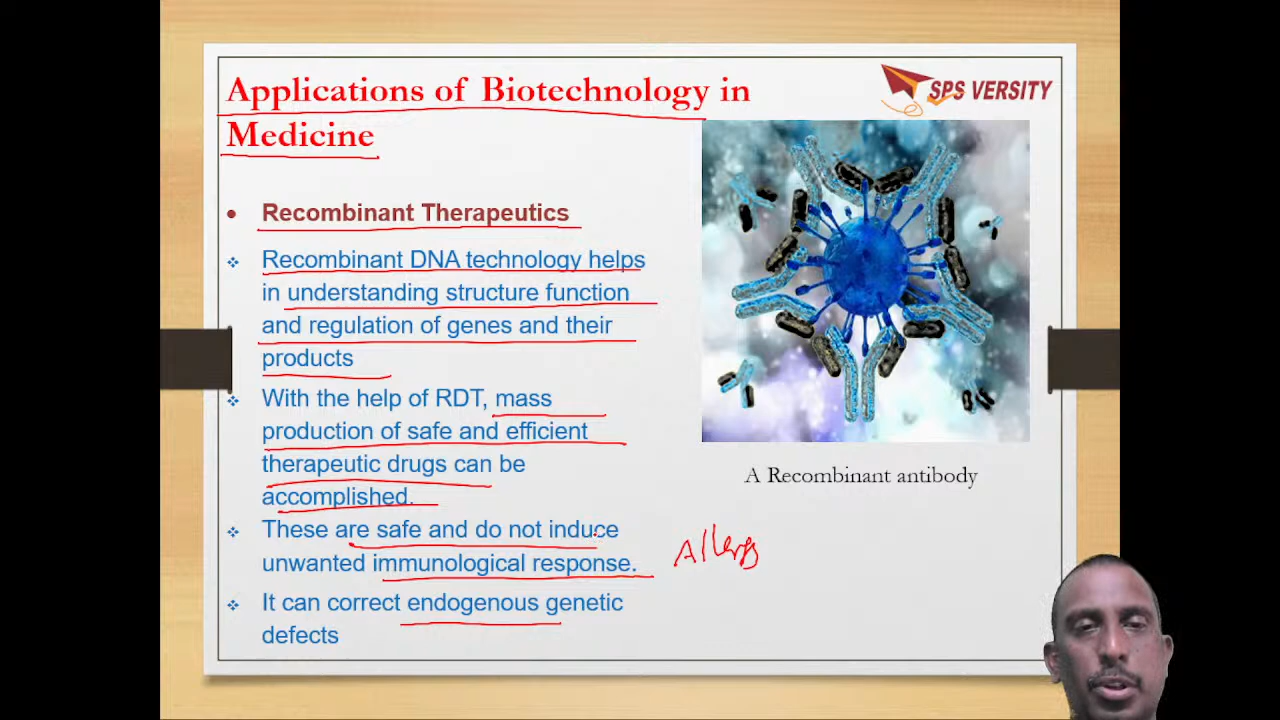 Applications of Biotechnology in
Medicine
SPS VERSITY
• Recombinant Therapeutics
❖ Recombinant DNA technology helps
in understanding structure function
and regulation of genes and their
products
❖ With the help of RDT, mass
production of safe and efficient
therapeutic drugs can be
accomplished.
❖ These are safe and do not induce
unwanted immunological response.
❖ It can correct endogenous genetic
defects
A Recombinant antibody
Allergy